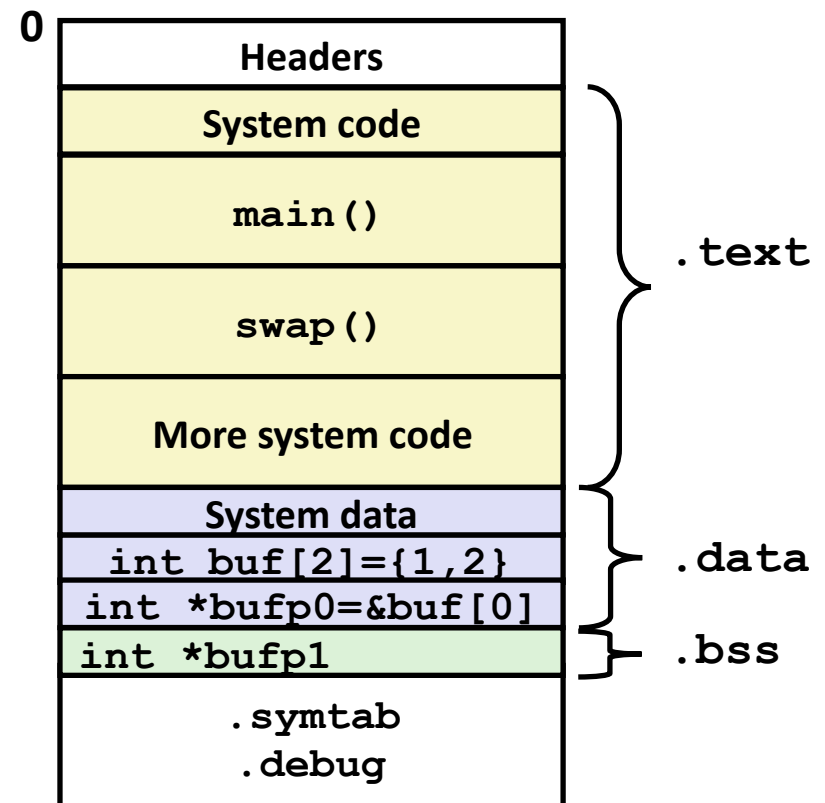 0
Headers
System code
main()
.text
swap()
More system code
System data
int buf[2]={1,2}
.data
int *bufp0=&buf[0]
int *bufp1
.bss
.symtab
.debug